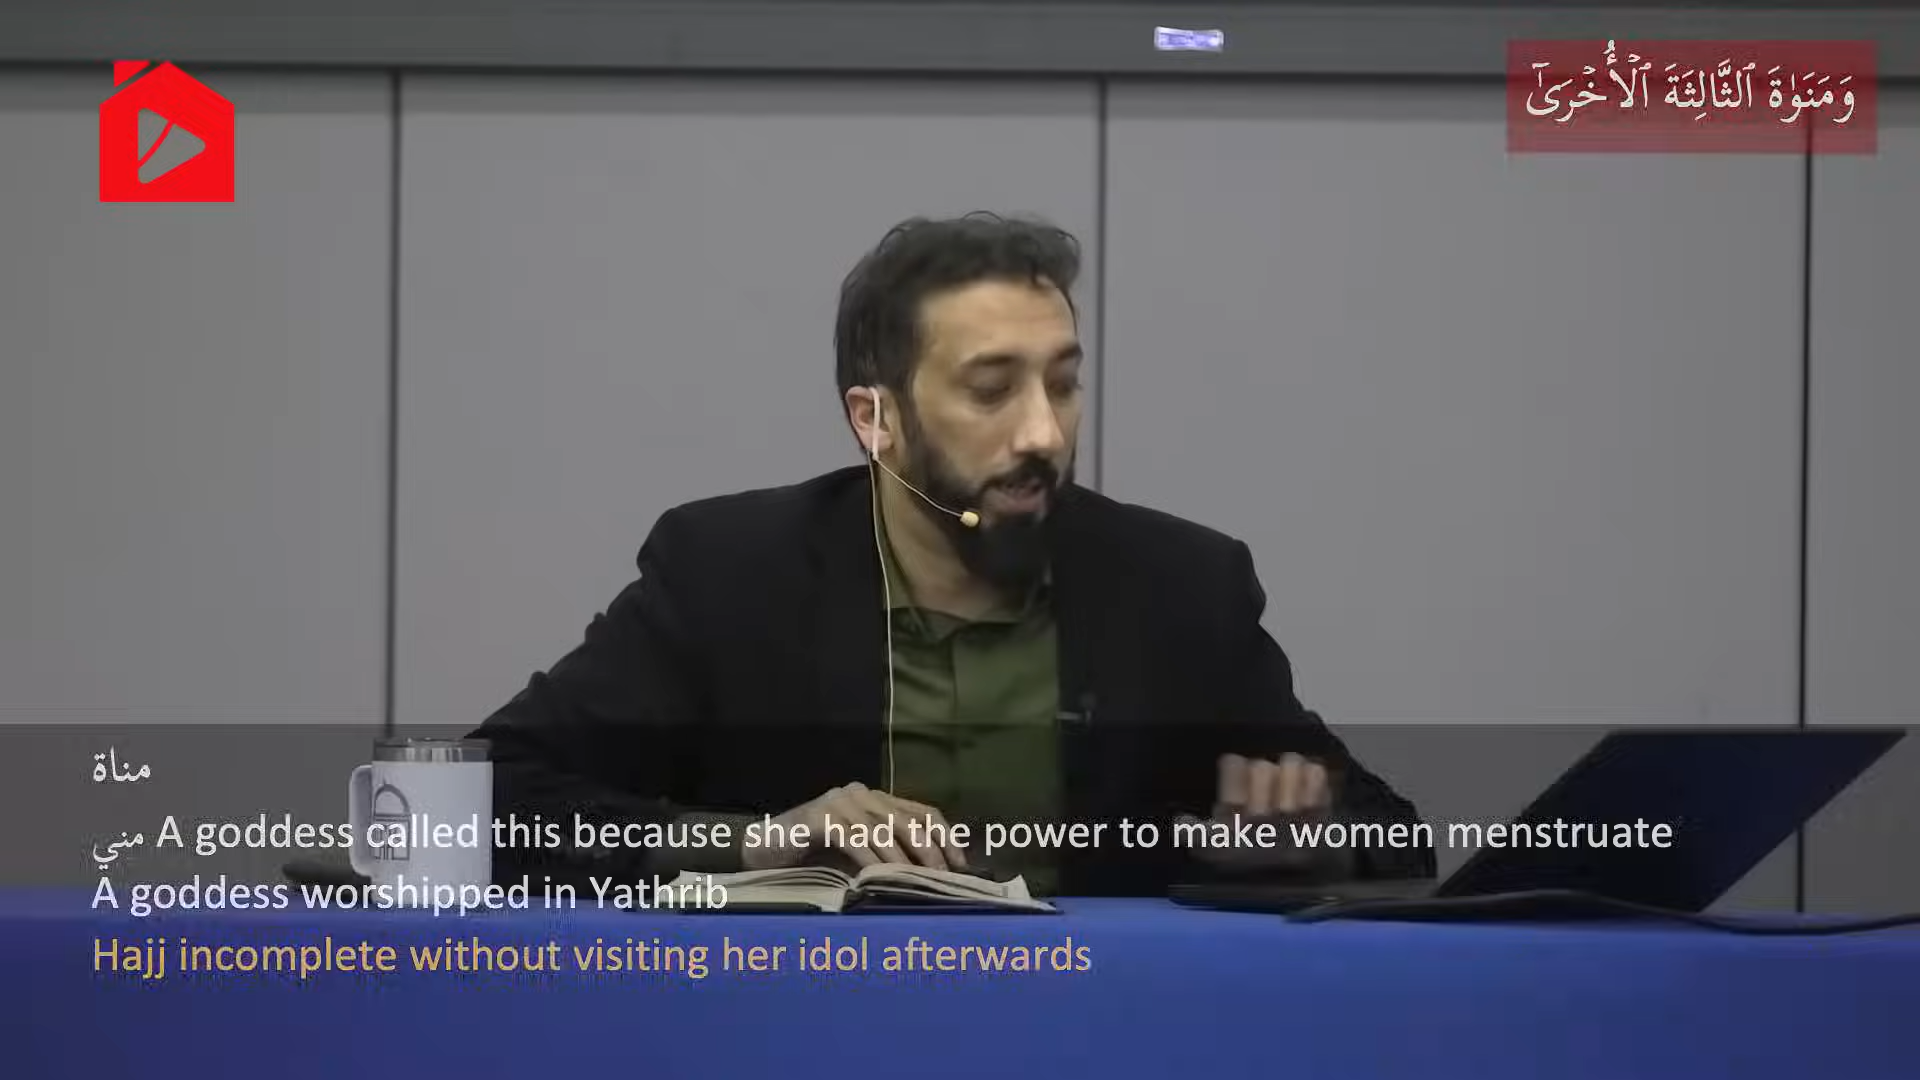 وَمَنَوٰةَ ٱلثَّالِثَةَ ٱلْأُخْرَىٰٓ
مناة
مني A goddess called this because she had the power to make women menstruate
A goddess worshipped in Yathrib
Hajj incomplete without visiting her idol afterwards